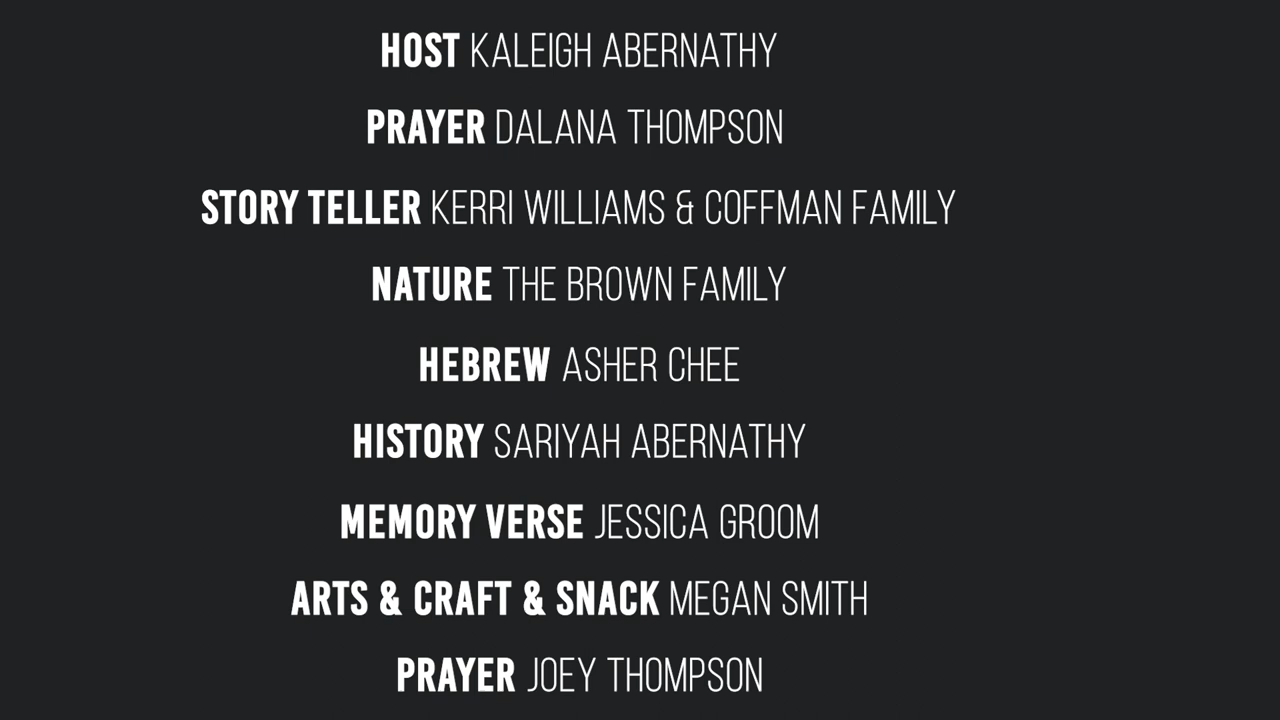 HOST KALEIGH ABERNATHY
PRAYER DALANA THOMPSON
STORY TELLER KERRI WILLIAMS & COFFMAN FAMILY
NATURE THE BROWN FAMILY
HEBREW ASHER CHEE
HISTORY SARIYAH ABERNATHY
MEMORY VERSE JESSICA GROOM
ARTS & CRAFT & SNACK MEGAN SMITH
PRAYER JOEY THOMPSON